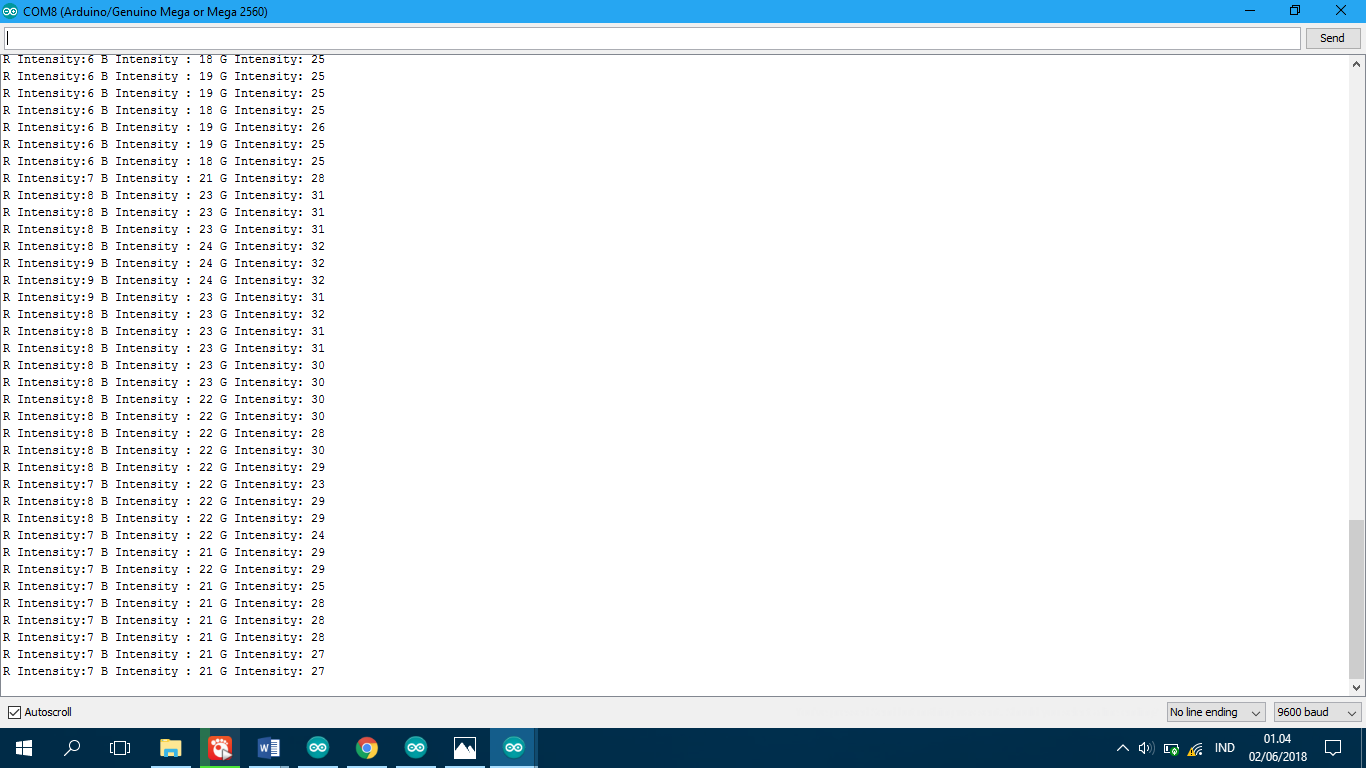 COM8 (Arduino/Genuino Mega or Mega 2560)
Send
R Intensity:6 B Intensity : 18 G Intensity: 25
R Intensity:6 B Intensity : 19 G Intensity: 25
R Intensity:6 B Intensity : 19 G Intensity: 25
R Intensity:6 B Intensity : 18 G Intensity: 25
R Intensity:6 B Intensity : 19 G Intensity: 26
R Intensity:6 B Intensity : 19 G Intensity: 25
R Intensity:6 B Intensity : 18 G Intensity: 25
R Intensity:7 B Intensity : 21 G Intensity: 28
R Intensity:8 B Intensity : 23 G Intensity: 31
R Intensity:8 B Intensity : 23 G Intensity: 31
R Intensity:8 B Intensity : 23 G Intensity: 31
R Intensity:8 B Intensity : 24 G Intensity: 32
R Intensity:9 B Intensity : 24 G Intensity: 32
R Intensity:9 B Intensity : 24 G Intensity: 32
R Intensity:9 B Intensity : 23 G Intensity: 31
R Intensity:8 B Intensity : 23 G Intensity: 32
R Intensity:8 B Intensity : 23 G Intensity: 31
R Intensity:8 B Intensity : 23 G Intensity: 31
R Intensity:8 B Intensity : 23 G Intensity: 30
R Intensity:8 B Intensity : 23 G Intensity: 30
R Intensity:8 B Intensity : 22 G Intensity: 30
R Intensity:8 B Intensity : 22 G Intensity: 30
R Intensity:8 B Intensity : 22 G Intensity: 28
R Intensity:8 B Intensity : 22 G Intensity: 30
R Intensity:8 B Intensity : 22 G Intensity: 29
R Intensity:7 B Intensity : 22 G Intensity: 23
R Intensity:8 B Intensity : 22 G Intensity: 29
R Intensity:8 B Intensity : 22 G Intensity: 29
R Intensity:7 B Intensity : 22 G Intensity: 24
R Intensity:7 B Intensity : 21 G Intensity: 29
R Intensity:7 B Intensity : 22 G Intensity: 29
R Intensity:7 B Intensity : 21 G Intensity: 25
R Intensity:7 B Intensity : 21 G Intensity: 28
R Intensity:7 B Intensity : 21 G Intensity: 28
R Intensity:7 B Intensity : 21 G Intensity: 28
R Intensity:7 B Intensity : 21 G Intensity: 27
R Intensity:7 B Intensity : 21 G Intensity: 27
Autoscroll
No line ending
9600 baud
IND
01.04
02/06/2018